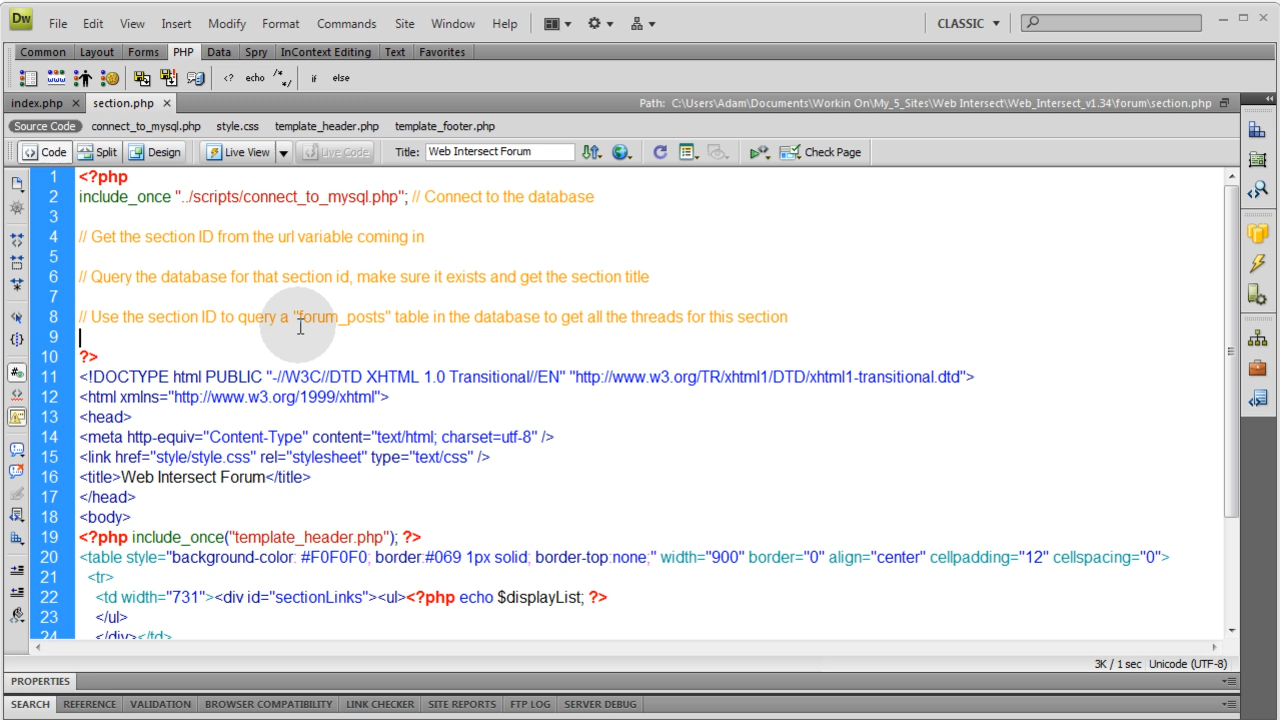 Dw File Edit View Insert Modify Format Commands Site Window Help CLASSIC
Common Layout Forms PHP Data Spry InContext Editing Text Favorites
<? echo /* */ if else
index.php section.php Path: C:\Users\Adam\Documents\Workin On\My_5_Sites\Web Intersect\Web_Intersect_v1.34\forum\section.php
Source Code connect_to_mysql.php style.css template_header.php template_footer.php
Code Split Design Live View Live Code Title: Web Intersect Forum Check Page
1 <?php
2 include_once "../scripts/connect_to_mysql.php"; // Connect to the database
3
4 // Get the section ID from the url variable coming in
5
6 // Query the database for that section id, make sure it exists and get the section title
7
8 // Use the section ID to query a "forum_posts" table in the database to get all the threads for this section
9
10 ?>
11 <!DOCTYPE html PUBLIC "-//W3C//DTD XHTML 1.0 Transitional//EN" "http://www.w3.org/TR/xhtml1/DTD/xhtml1-transitional.dtd">
12 <html xmlns="http://www.w3.org/1999/xhtml">
13 <head>
14 <meta http-equiv="Content-Type" content="text/html; charset=utf-8" />
15 <link href="style/style.css" rel="stylesheet" type="text/css" />
16 <title>Web Intersect Forum</title>
17 </head>
18 <body>
19 <?php include_once("template_header.php"); ?>
20 <table style="background-color: #F0F0F0; border:#069 1px solid; border-top:none;" width="900" border="0" align="center" cellpadding="12" cellspacing="0">
21 <tr>
22 <td width="731"><div id="sectionLinks"><ul><?php echo $displayList; ?>
23 </ul>
24 </div></td>
3K / 1 sec Unicode (UTF-8)
PROPERTIES
SEARCH REFERENCE VALIDATION BROWSER COMPATIBILITY LINK CHECKER SITE REPORTS FTP LOG SERVER DEBUG